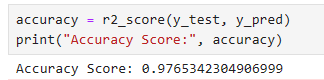 accuracy = r2_score(y_test, y_pred)
print("Accuracy Score:", accuracy)
Accuracy Score: 0.9765342304906999